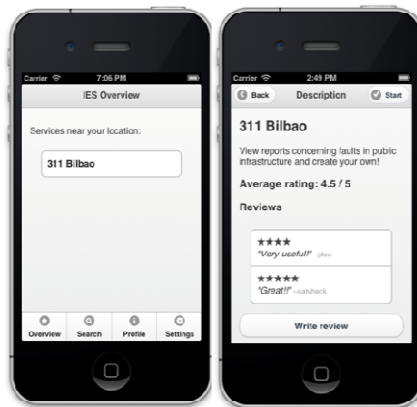 Carrier 7:06 PM
IES Overview
Services near your location:
311 Bilbao
Overview Search Profile Settings
Carrier 2:49 PM
Back Description Start
311 Bilbao
View reports concerning faults in public
infrastructure and create your own!
Average rating: 4.5 / 5
Reviews
★★★★
"Very useful!"
★★★★★
"Great!!"
Write review